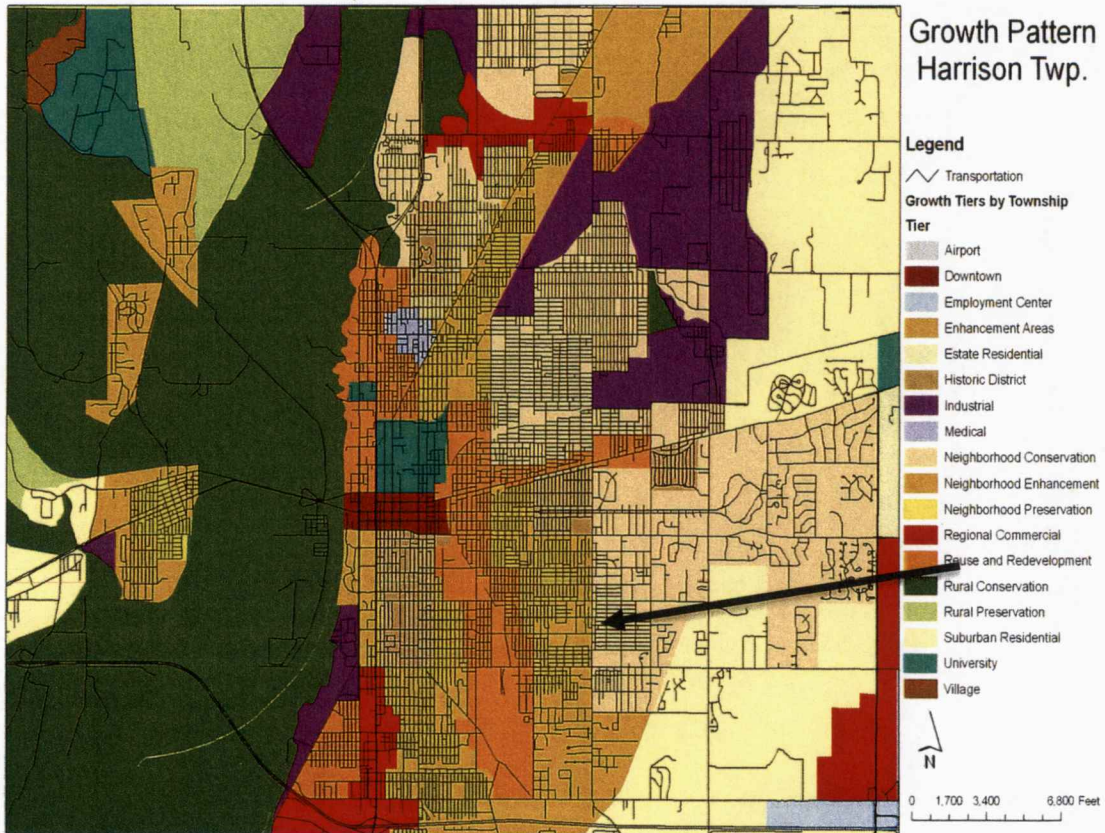 Growth Pattern
Harrison Twp.
Legend
Transportation
Growth Tiers by Township
Tier
Airport
Downtown
Employment Center
Enhancement Areas
Estate Residential
Historic District
Industrial
Medical
Neighborhood Conservation
Neighborhood Enhancement
Neighborhood Preservation
Regional Commercial
Reuse and Redevelopment
Rural Conservation
Rural Preservation
Suburban Residential
University
Village
N
0 1,700 3,400 6,800 Feet